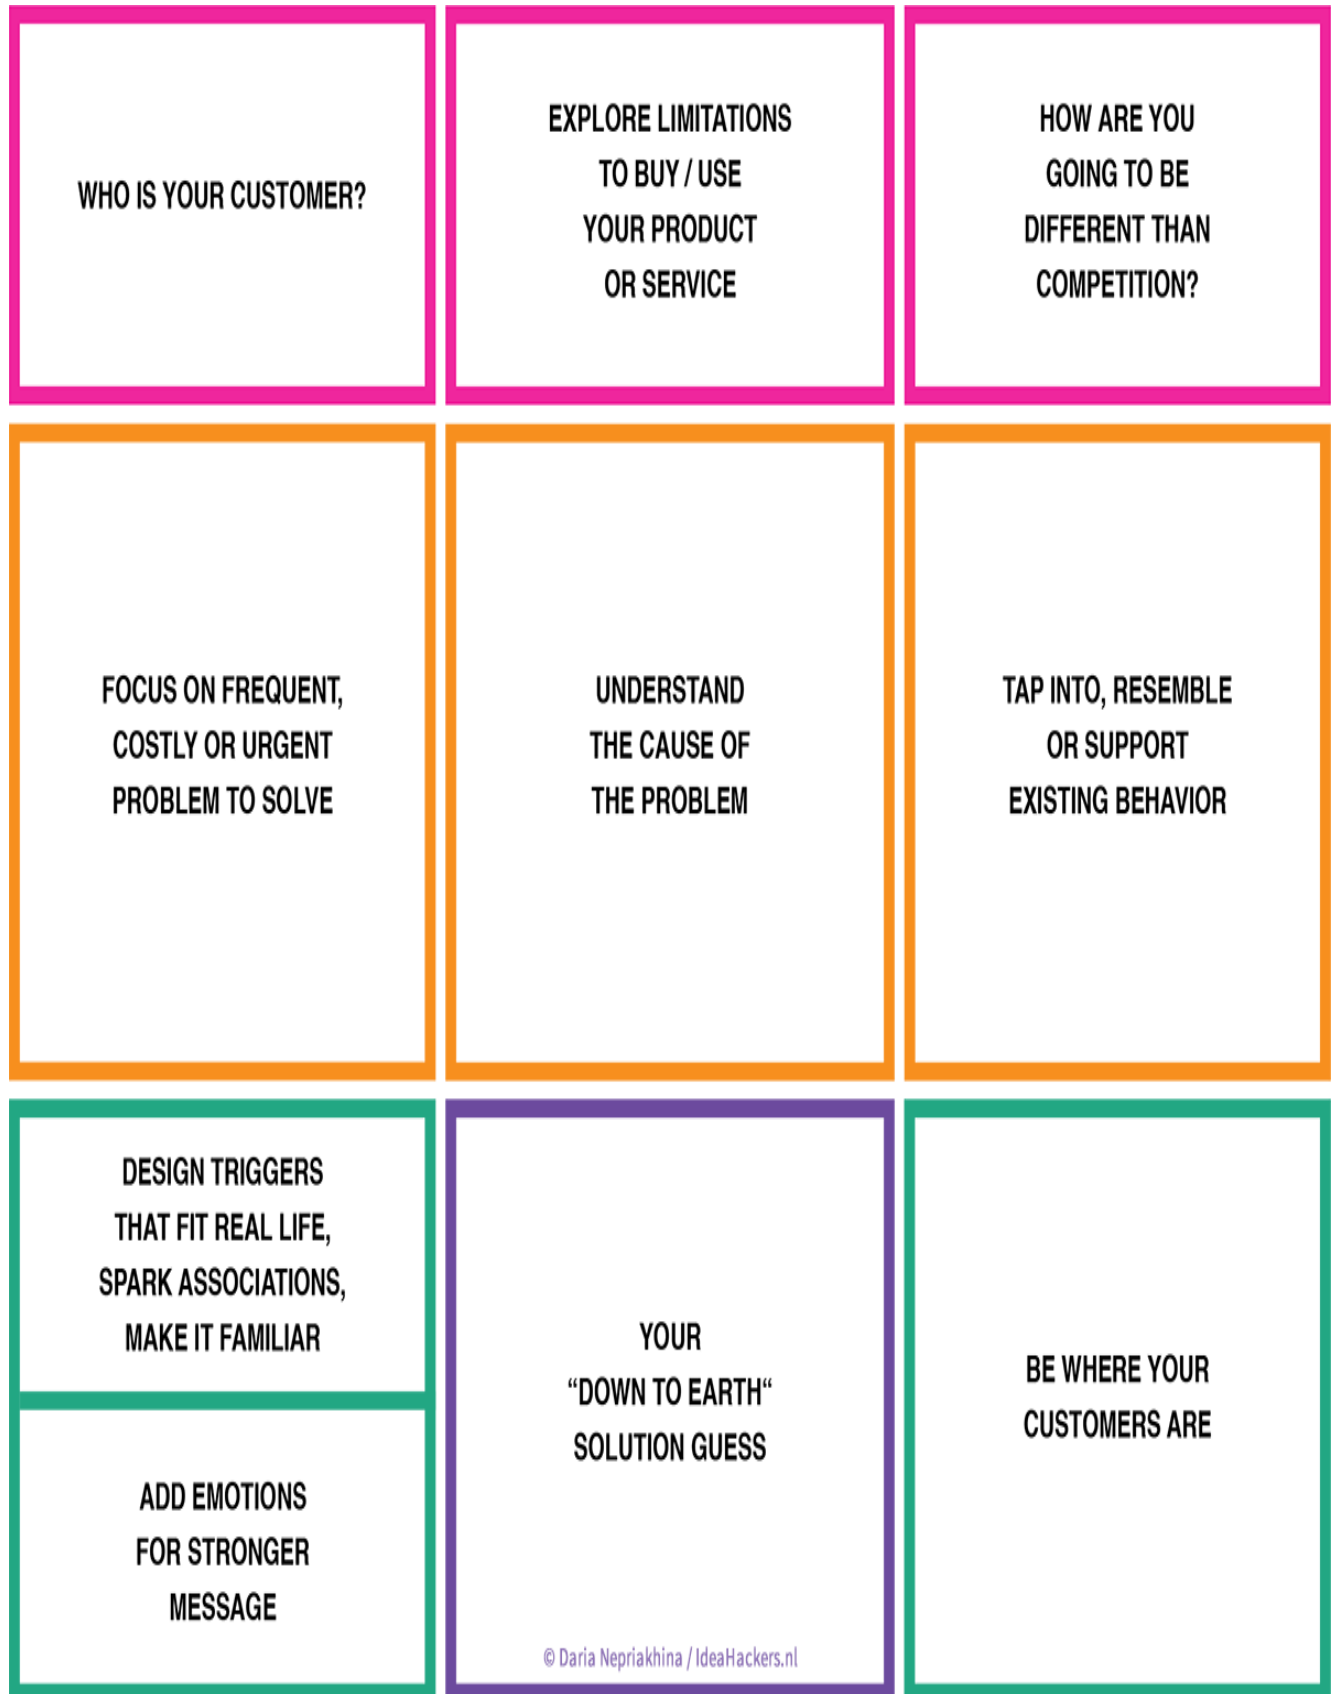 WHO IS YOUR CUSTOMER?
EXPLORE LIMITATIONS
TO BUY / USE
YOUR PRODUCT
OR SERVICE
HOW ARE YOU
GOING TO BE
DIFFERENT THAN
COMPETITION?
FOCUS ON FREQUENT,
COSTLY OR URGENT
PROBLEM TO SOLVE
UNDERSTAND
THE CAUSE OF
THE PROBLEM
TAP INTO, RESEMBLE
OR SUPPORT
EXISTING BEHAVIOR
DESIGN TRIGGERS
THAT FIT REAL LIFE,
SPARK ASSOCIATIONS,
MAKE IT FAMILIAR
ADD EMOTIONS
FOR STRONGER
MESSAGE
YOUR
“DOWN TO EARTH“
SOLUTION GUESS
© Daria Nepriakhina / IdeaHackers.nl
BE WHERE YOUR
CUSTOMERS ARE